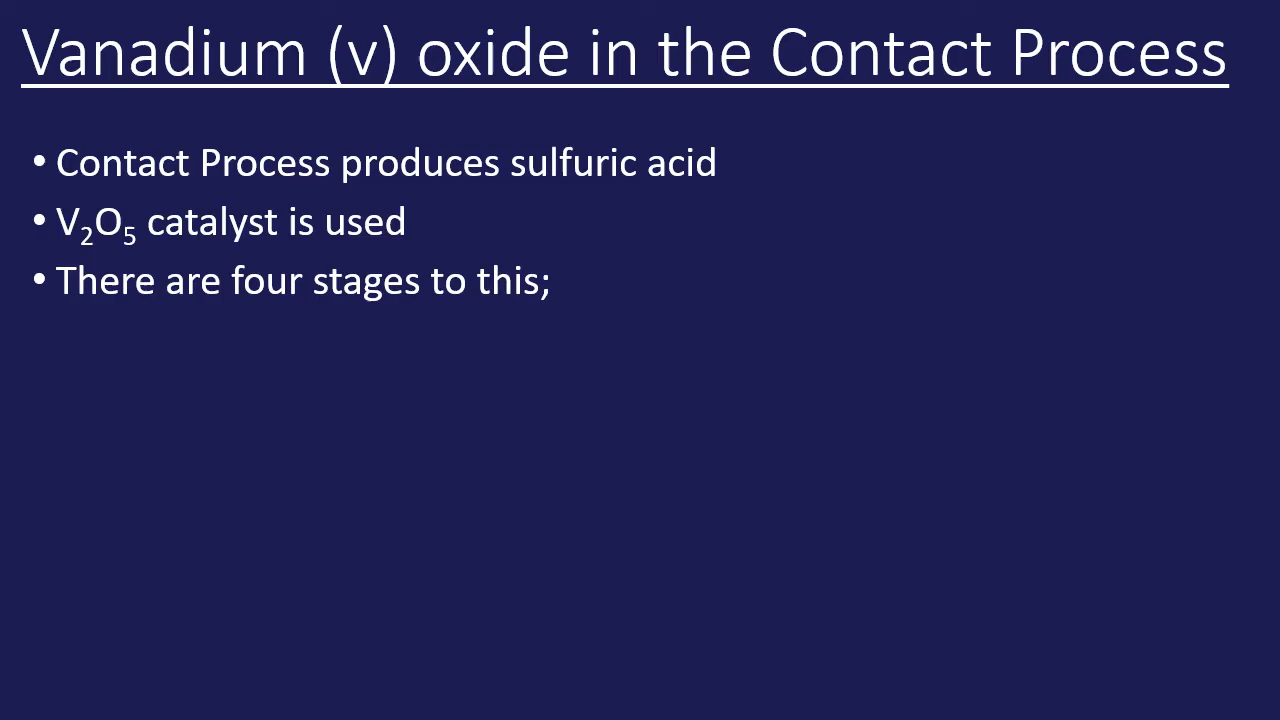 Vanadium (v) oxide in the Contact Process
• Contact Process produces sulfuric acid
• V₂O₅ catalyst is used
• There are four stages to this;